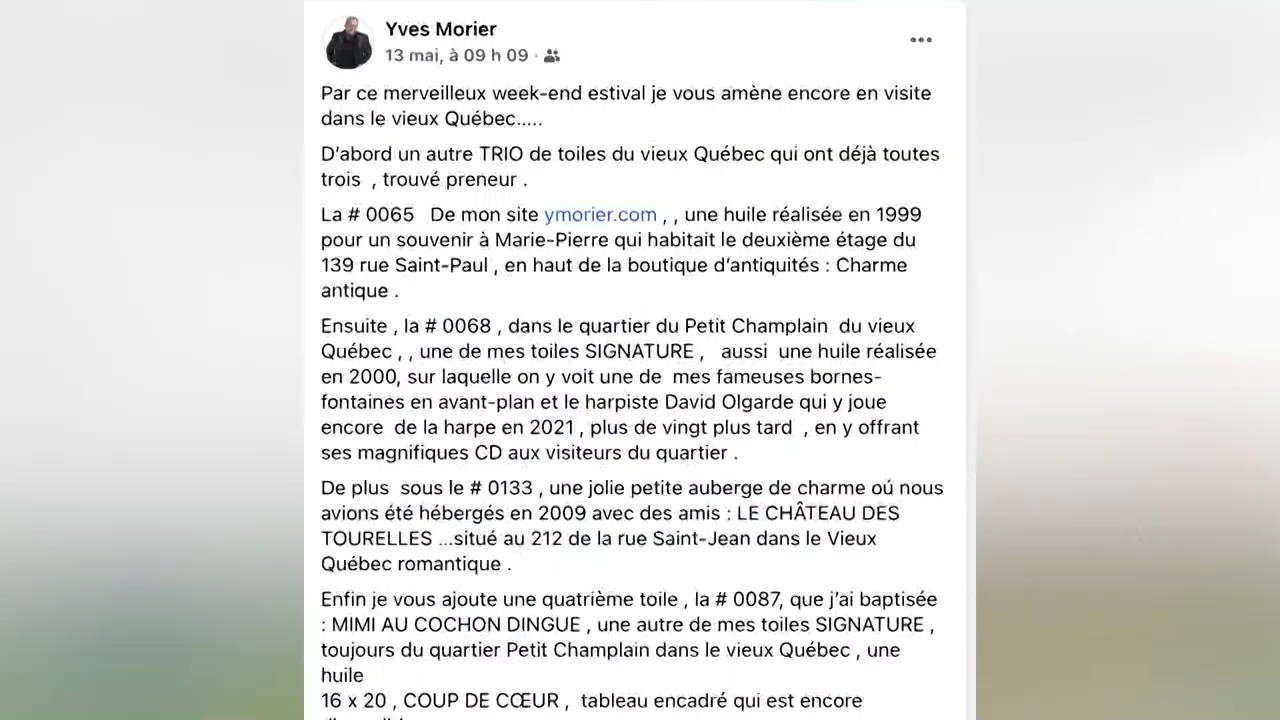 Yves Morier
13 mai, à 09 h 09 ·
Par ce merveilleux week-end estival je vous amène encore en visite
dans le vieux Québec.....
D'abord un autre TRIO de toiles du vieux Québec qui ont déjà toutes
trois , trouvé preneur .
La # 0065 De mon site ymorier.com , , une huile réalisée en 1999
pour un souvenir à Marie-Pierre qui habitait le deuxième étage du
139 rue Saint-Paul , en haut de la boutique d'antiquités : Charme
antique .
Ensuite , la # 0068 , dans le quartier du Petit Champlain du vieux
Québec , , une de mes toiles SIGNATURE , aussi une huile réalisée
en 2000, sur laquelle on y voit une de mes fameuses bornes-
fontaines en avant-plan et le harpiste David Olgarde qui y joue
encore de la harpe en 2021 , plus de vingt plus tard , en y offrant
ses magnifiques CD aux visiteurs du quartier .
De plus sous le # 0133 , une jolie petite auberge de charme oú nous
avions été hébergés en 2009 avec des amis : LE CHÂTEAU DES
TOURELLES ...situé au 212 de la rue Saint-Jean dans le Vieux
Québec romantique .
Enfin je vous ajoute une quatrième toile , la # 0087, que j'ai baptisée
: MIMI AU COCHON DINGUE , une autre de mes toiles SIGNATURE ,
toujours du quartier Petit Champlain dans le vieux Québec , une
huile
16 x 20 , COUP DE CŒUR , tableau encadré qui est encore